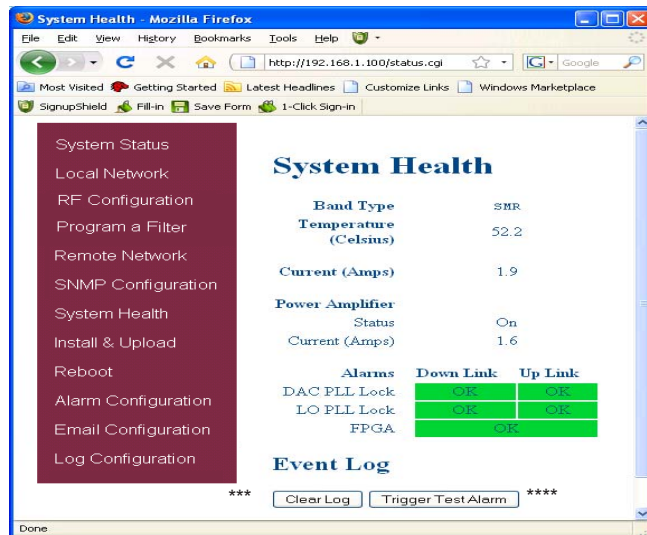 System Health - Mozilla Firefox
File Edit View History Bookmarks Tools Help
http://192.168.1.100/status.cgi G Google
Most Visited Getting Started Latest Headlines Customize Links Windows Marketplace
SignupShield Fill-in Save Form 1-Click Sign-in
System Status
Local Network
RF Configuration
Program a Filter
Remote Network
SNMP Configuration
System Health
Install & Upload
Reboot
Alarm Configuration
Email Configuration
Log Configuration
System Health
Band Type SMR
Temperature (Celsius) 52.2
Current (Amps) 1.9
Power Amplifier
Status On
Current (Amps) 1.6
Alarms Down Link Up Link
DAC PLL Lock OK OK
LO PLL Lock OK OK
FPGA OK
Event Log
*** Clear Log Trigger Test Alarm ****
Done